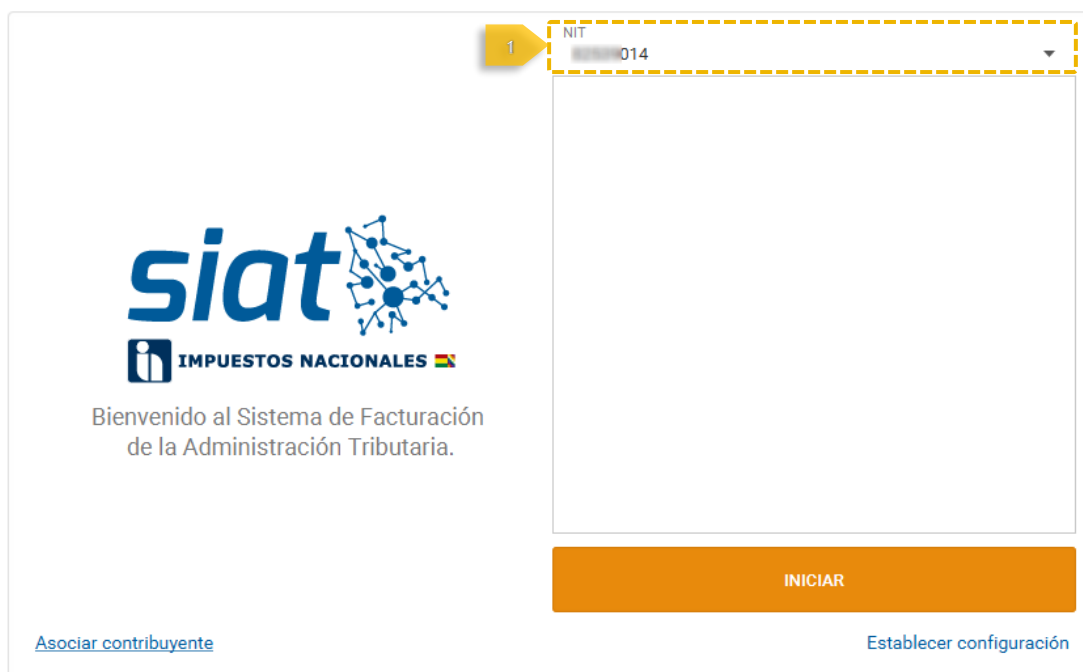 1
NIT
014
siat
in IMPUESTOS NACIONALES
Bienvenido al Sistema de Facturación
de la Administración Tributaria.
INICIAR
Asociar contribuyente
Establecer configuración